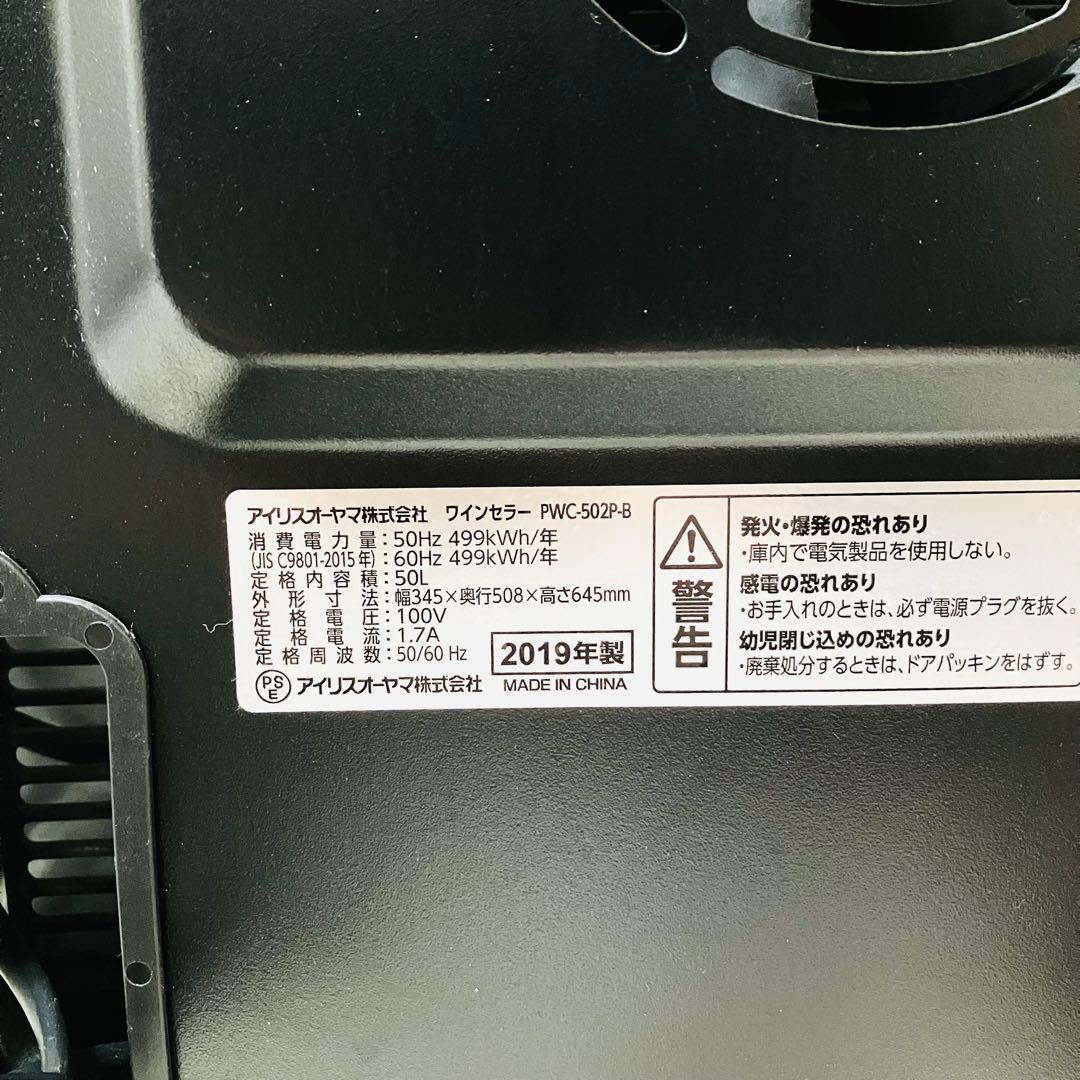 アイリスオーヤマ株式会社 ワインセラー PWC-502P-B
消費電力量:50Hz 499kWh/年
(JIS C9801-2015年):60Hz 499kWh/年
定格内容積:50L
外形寸法:幅345×奥行508×高さ645mm
定格電圧:100V
定格電流:1.7A
定格周波数:50/60 Hz
2019年製
PSE アイリスオーヤマ株式会社
MADE IN CHINA
警告
発火・爆発の恐れあり
・庫内で電気製品を使用しない。
感電の恐れあり
・お手入れのときは、必ず電源プラグを抜く。
幼児閉じ込めの恐れあり
・廃棄処分するときは、ドアパッキンをはずす。